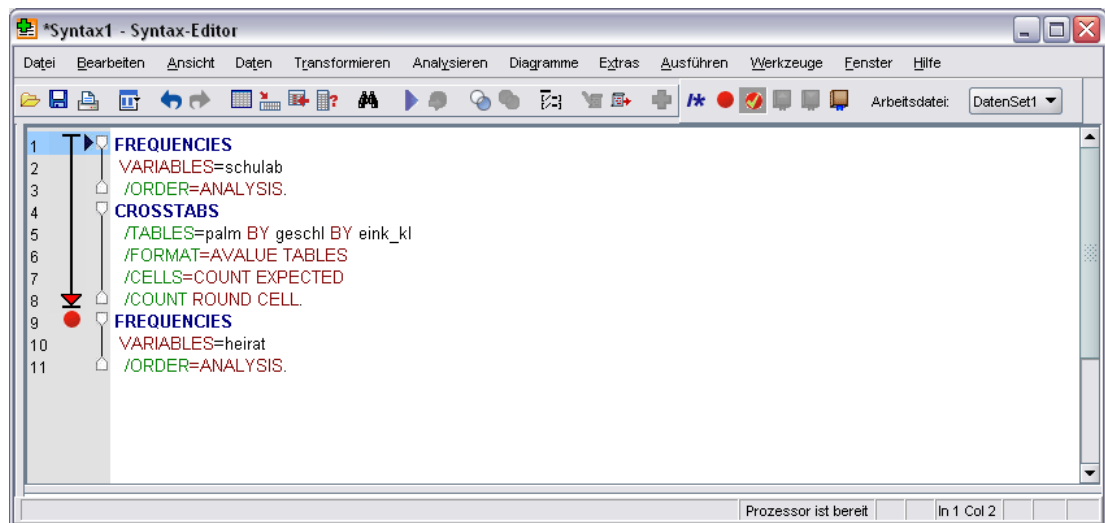 *Syntax1 - Syntax-Editor
Datei Bearbeiten Ansicht Daten Transformieren Analysieren Diagramme Extras Ausführen Werkzeuge Fenster Hilfe
Arbeitsdatei: DatenSet1
1 FREQUENCIES
2 VARIABLES=schulab
3 /ORDER=ANALYSIS.
4 CROSSTABS
5 /TABLES=palm BY geschl BY eink_kl
6 /FORMAT=AVALUE TABLES
7 /CELLS=COUNT EXPECTED
8 /COUNT ROUND CELL.
9 FREQUENCIES
10 VARIABLES=heirat
11 /ORDER=ANALYSIS.
Prozessor ist bereit In 1 Col 2